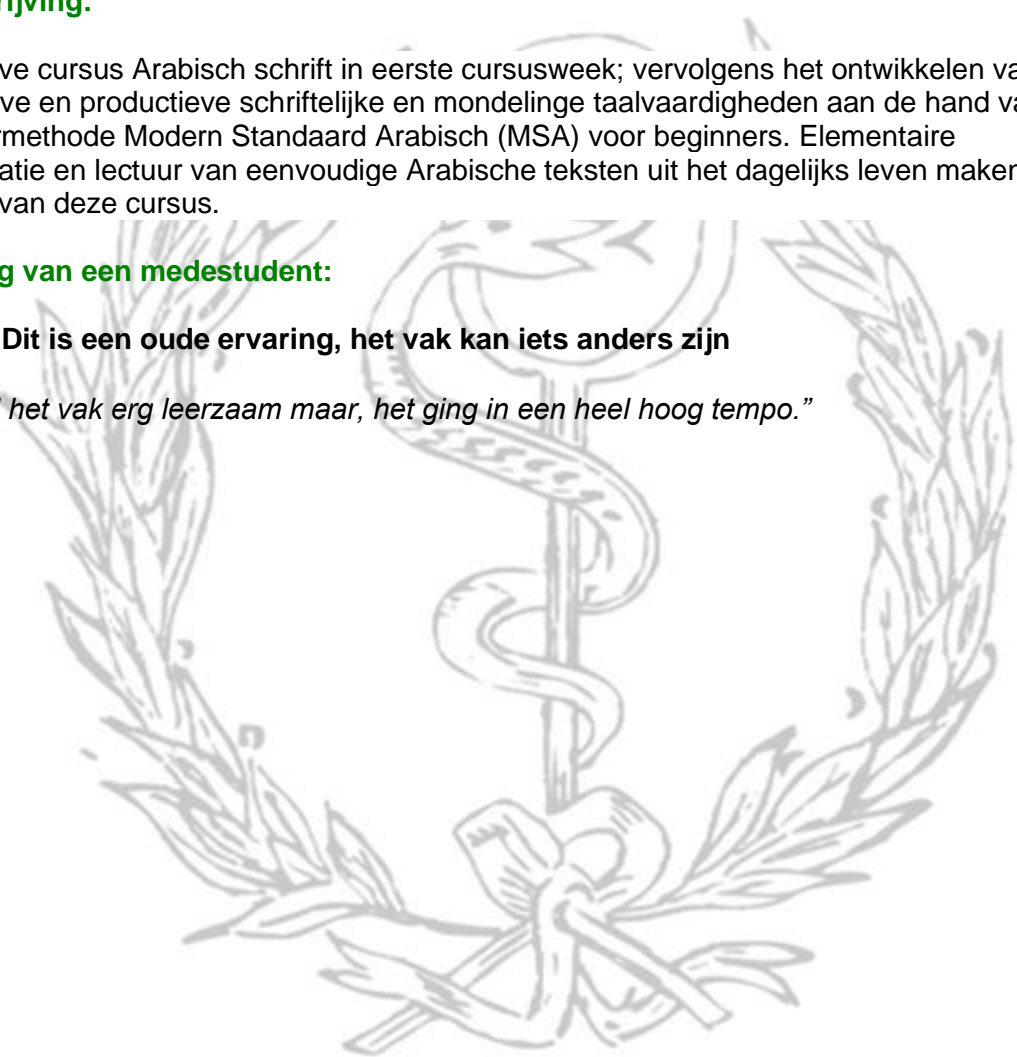 rijving:
ve cursus Arabisch schrift in eerste cursusweek; vervolgens het ontwikkelen va
ve en productieve schriftelijke en mondelinge taalvaardigheden aan de hand va
rmethode Modern Standaard Arabisch (MSA) voor beginners. Elementaire
atie en lectuur van eenvoudige Arabische teksten uit het dagelijks leven maken
van deze cursus.
g van een medestudent:
Dit is een oude ervaring, het vak kan iets anders zijn
het vak erg leerzaam maar, het ging in een heel hoog tempo.”